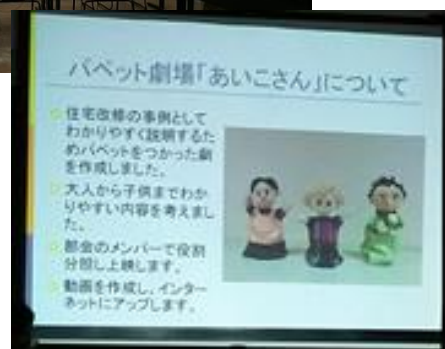 パペット劇場「あいこさん」について
住宅改修の事例として
わかりやすく説明するた
めパペットをつかった劇
を作成しました。
大人から子供までわか
りやすい内容を考えまし
た。
部会のメンバーで役割
分担し上映します。
動画を作成し、インター
ネットにアップします。